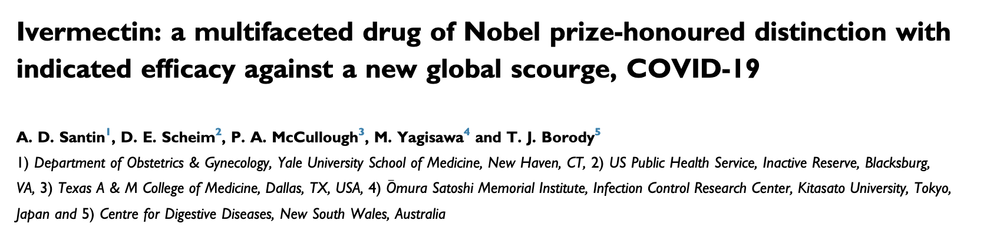 Ivermectin: a multifaceted drug of Nobel prize-honoured distinction with
indicated efficacy against a new global scourge, COVID-19
A. D. Santin1, D. E. Scheim2, P. A. McCullough3, M. Yagisawa4 and T. J. Borody5
1) Department of Obstetrics & Gynecology, Yale University School of Medicine, New Haven, CT, 2) US Public Health Service, Inactive Reserve, Blacksburg,
VA, 3) Texas A & M College of Medicine, Dallas, TX, USA, 4) Ōmura Satoshi Memorial Institute, Infection Control Research Center, Kitasato University, Tokyo,
Japan and 5) Centre for Digestive Diseases, New South Wales, Australia